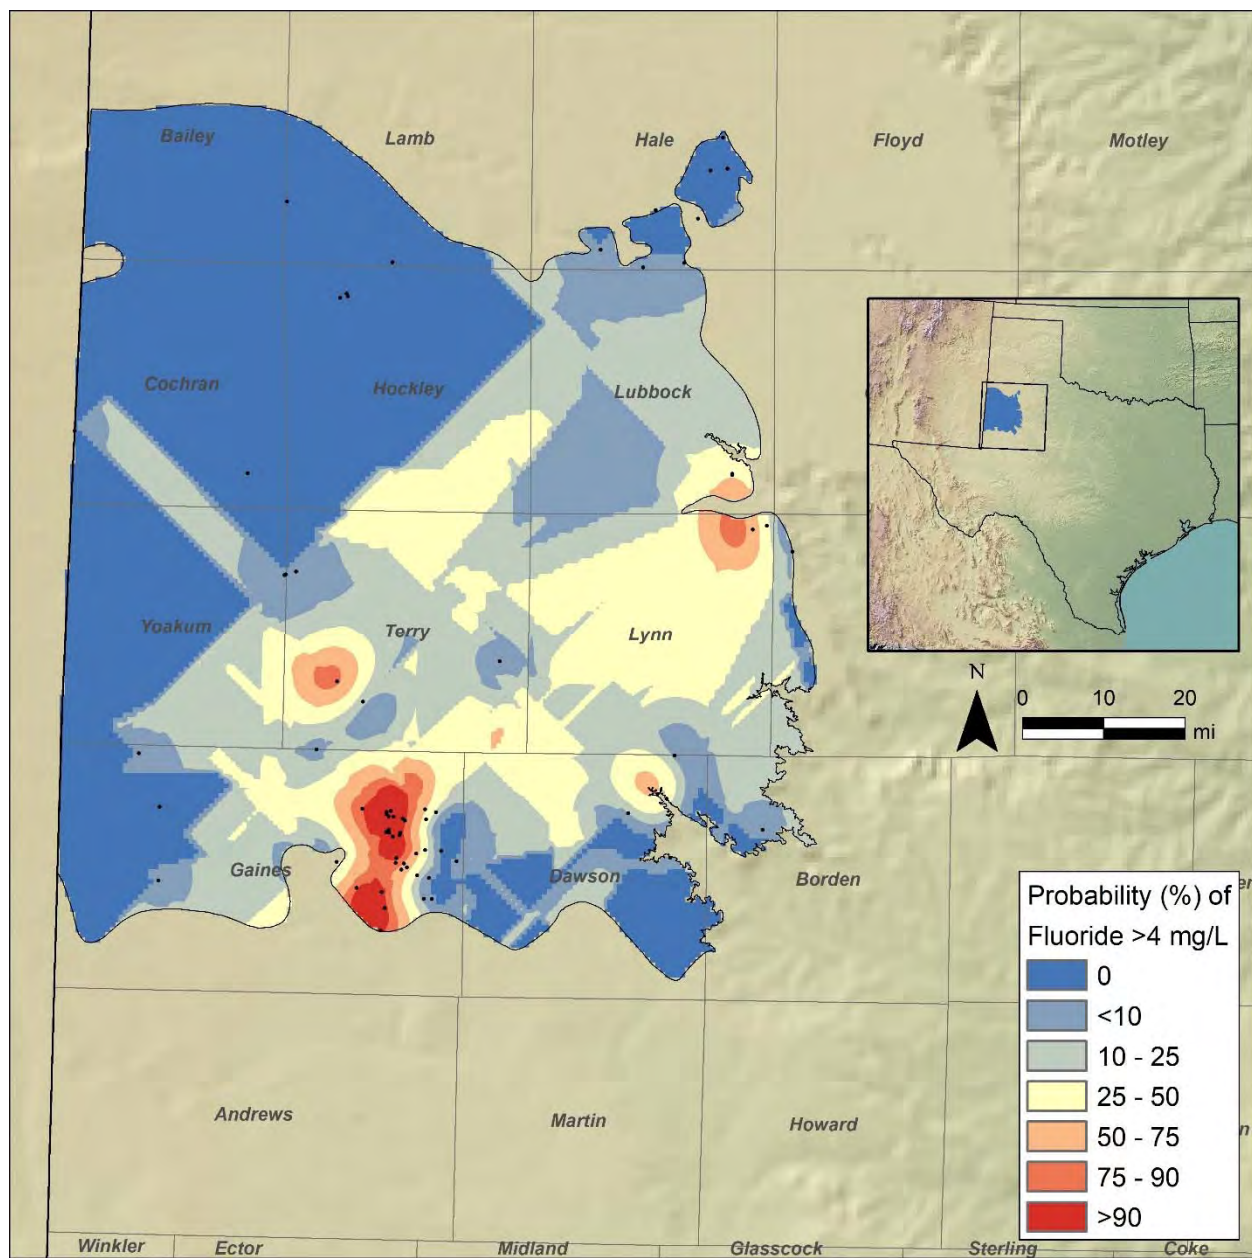 Bailey
Lamb
Hale
Floyd
Motley
Cochran
Hockley
Lubbock
Yoakum
Terry
Lynn
N
0 10 20
mi
Gaines
Dawson
Borden
Probability (%) of
Fluoride >4 mg/L
0
<10
10 - 25
25 - 50
50 - 75
75 - 90
>90
Andrews
Martin
Howard
Winkler
Ector
Midland
Glasscock
Sterling
Coke